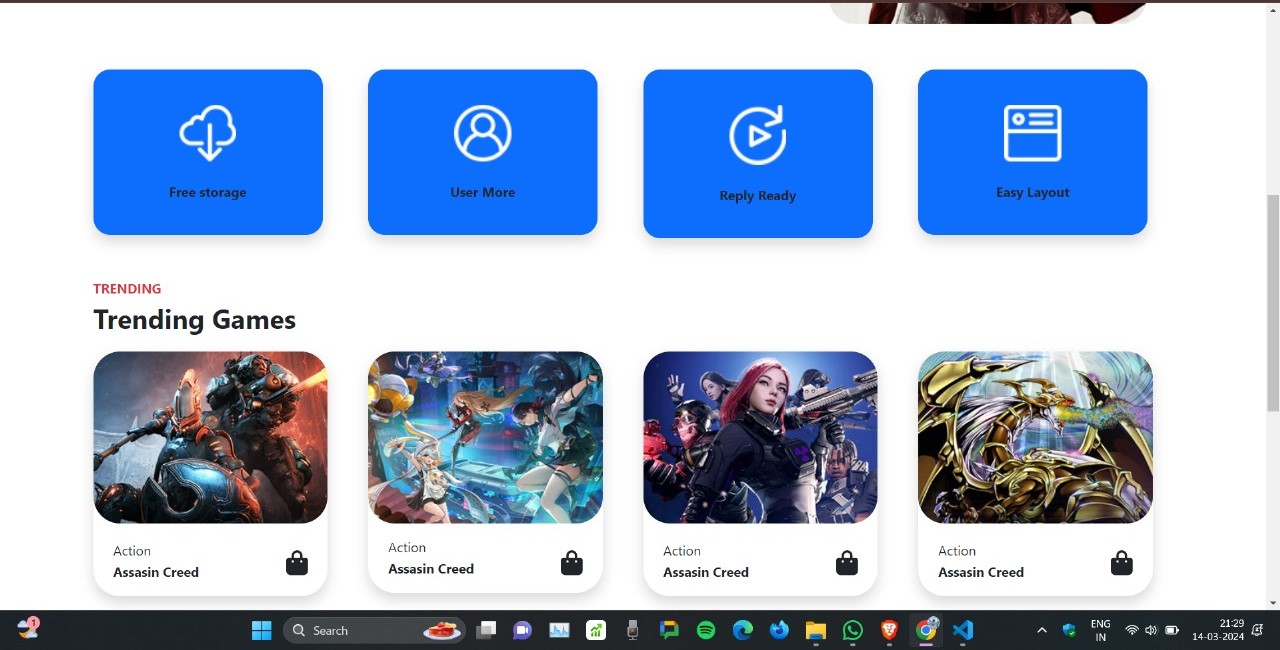 Free storage
User More
Reply Ready
Easy Layout
TRENDING
Trending Games
Action
Assasin Creed
Action
Assasin Creed
Action
Assasin Creed
Action
Assasin Creed
1
Search
ENG
IN
21:29
14-03-2024